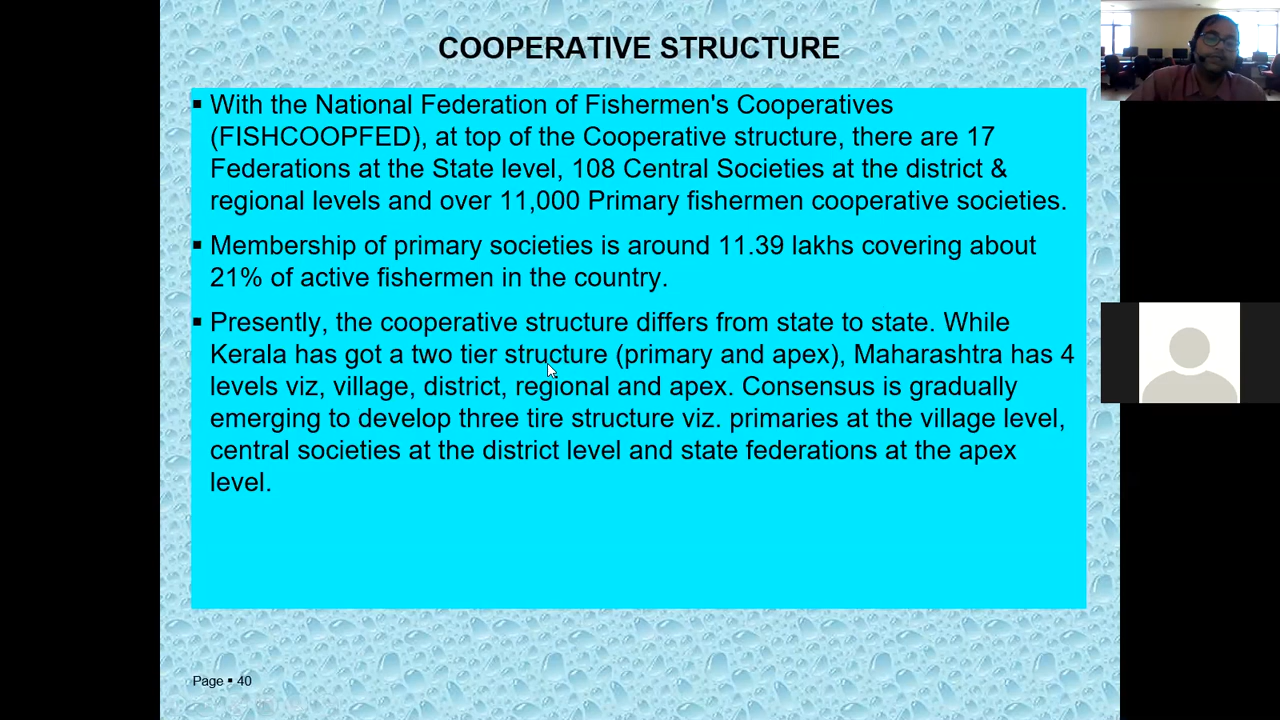 COOPERATIVE STRUCTURE
▪ With the National Federation of Fishermen's Cooperatives
(FISHCOOPFED), at top of the Cooperative structure, there are 17
Federations at the State level, 108 Central Societies at the district &
regional levels and over 11,000 Primary fishermen cooperative societies.
▪ Membership of primary societies is around 11.39 lakhs covering about
21% of active fishermen in the country.
▪ Presently, the cooperative structure differs from state to state. While
Kerala has got a two tier structure (primary and apex), Maharashtra has 4
levels viz, village, district, regional and apex. Consensus is gradually
emerging to develop three tire structure viz. primaries at the village level,
central societies at the district level and state federations at the apex
level.
Page ▪ 40